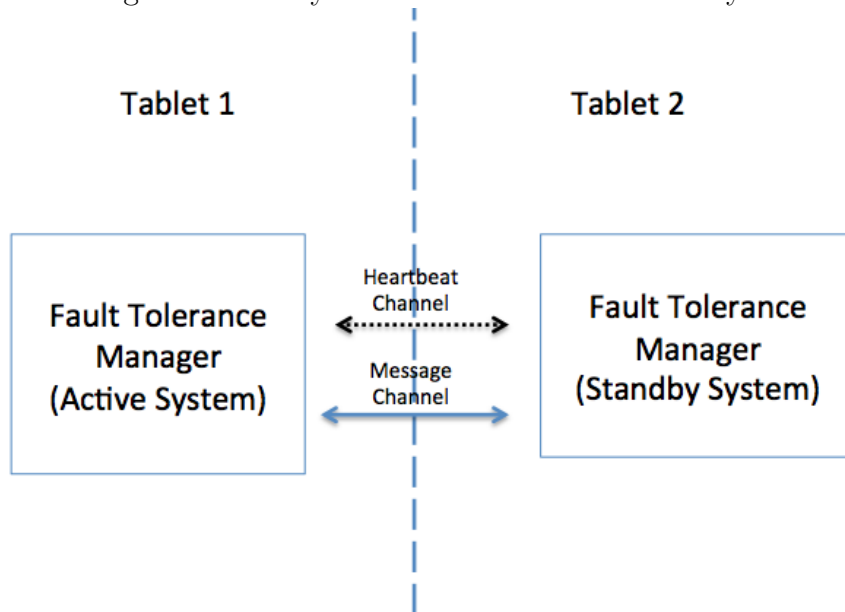 Tablet 1
Tablet 2
Heartbeat
Channel
Fault Tolerance
Manager
(Active System)
Message
Channel
Fault Tolerance
Manager
(Standby System)